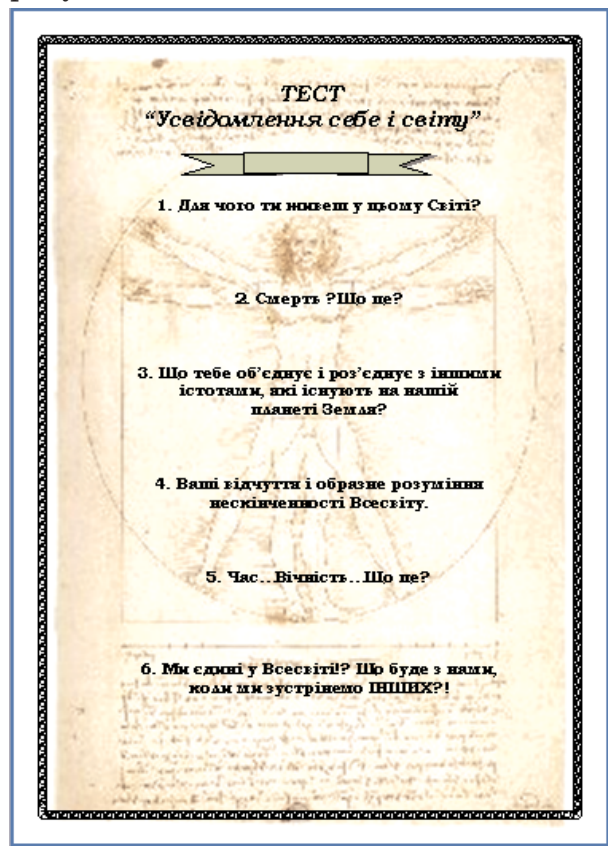 ТЕСТ
“Усвідомлення себе і світу”
1. Для чого ти живеш у цьому Світі?
2. Смерть ?Що це?
3. Що тебе об’єднує і роз’єднує з іншими
істотами, які існують на нашій
планеті Земля?
4. Ваші відчуття і образне розуміння
нескінченності Всесвіту.
5. Час…Вічність…Що це?
6. Ми єдині у Всесвіті!? Що буде з нами,
коли ми зустрінемо ІНШИХ?!